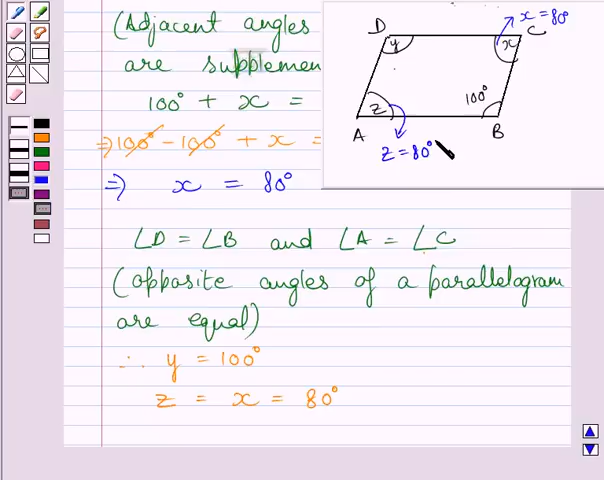 (Adjacent angles
are supplemen
100° + x =
⇒ 100° - 100° + x =
⇒ x = 80°
∠D = ∠B and ∠A = ∠C
(opposite angles of a parallelogram
are equal)
∴ y = 100°
z = x = 80°
D
C
x = 80°
y
x
100°
z
A
B
z = 80°